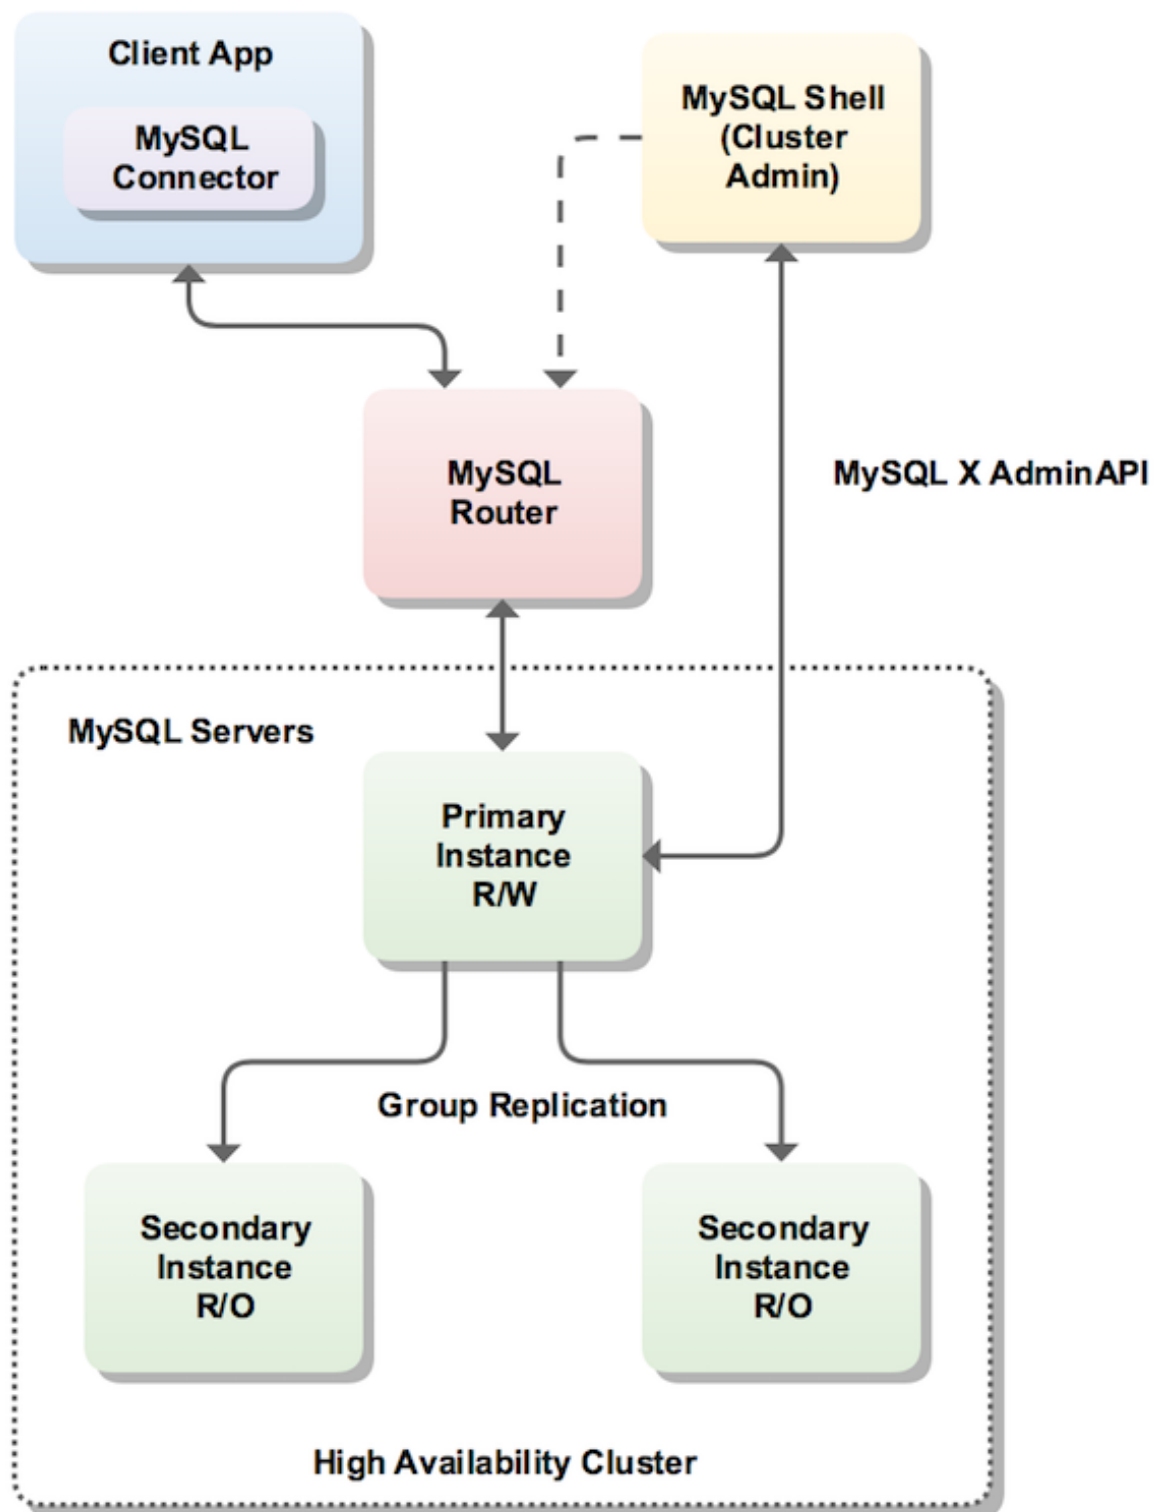 Client App
MySQL
Connector
MySQL Shell
(Cluster
Admin)
MySQL
Router
MySQL X AdminAPI
MySQL Servers
Primary
Instance
R/W
Group Replication
Secondary
Instance
R/O
Secondary
Instance
R/O
High Availability Cluster